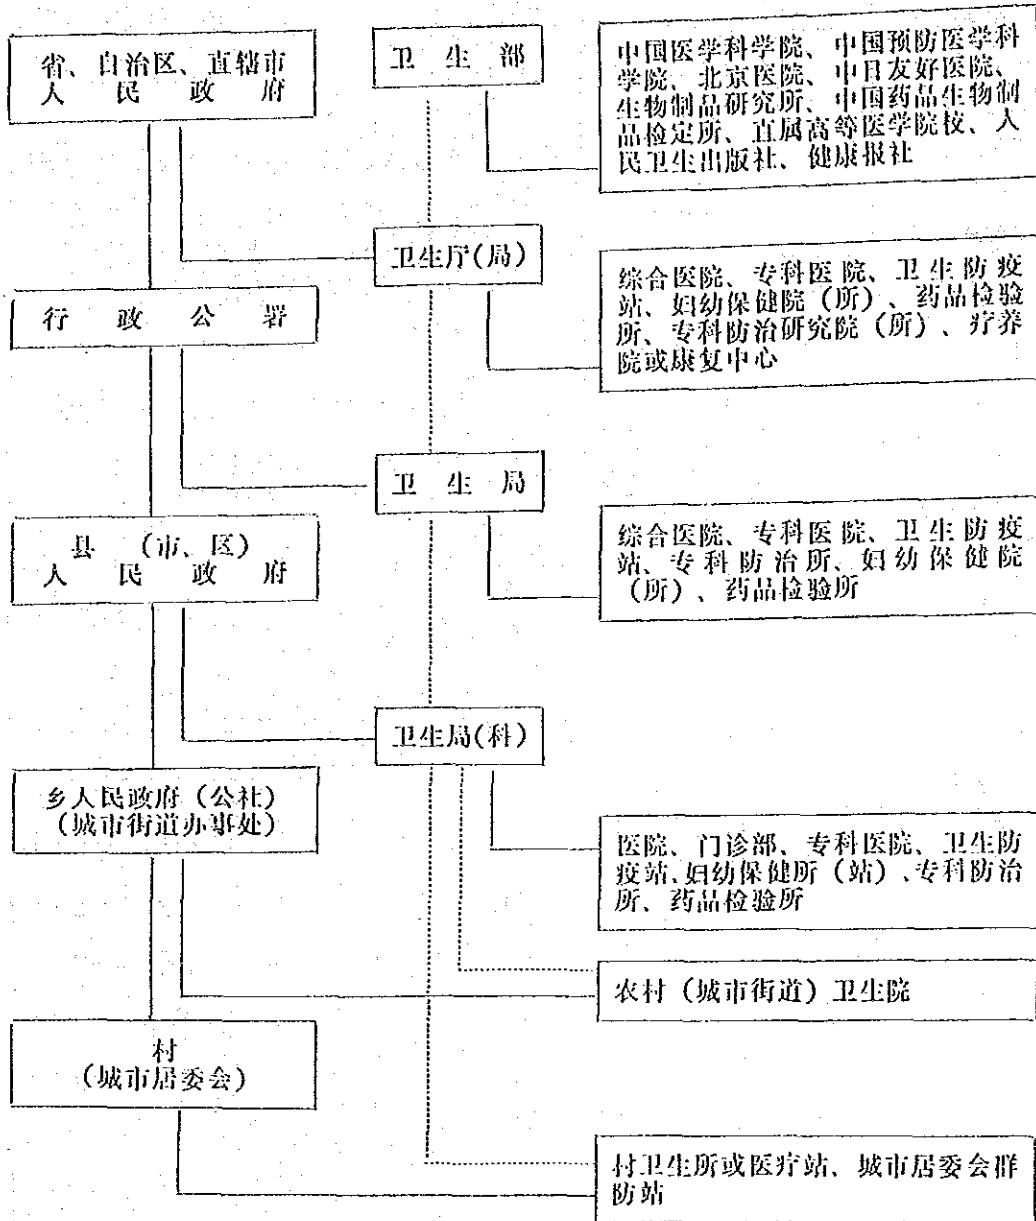 省、自治区、直辖市
人民政府
卫生部
中国医学科学院、中国预防医学科
学院、北京医院、中日友好医院、
生物制品研究所、中国药品生物制
品检定所、直属高等医学院校、人
民卫生出版社、健康报社
卫生厅(局)
综合医院、专科医院、卫生防疫
站、妇幼保健院(所)、药品检验
所、专科防治研究院(所)、疗养
院或康复中心
行政公署
卫生局
县(市、区)
人民政府
综合医院、专科医院、卫生防疫
站、专科防治所、妇幼保健院
(所)、药品检验所
卫生局(科)
乡人民政府(公社)
(城市街道办事处)
医院、门诊部、专科医院、卫生防
疫站、妇幼保健所(站)、专科防治
所、药品检验所
农村(城市街道)卫生院
村
(城市居委会)
村卫生所或医疗站、城市居委会群
防站